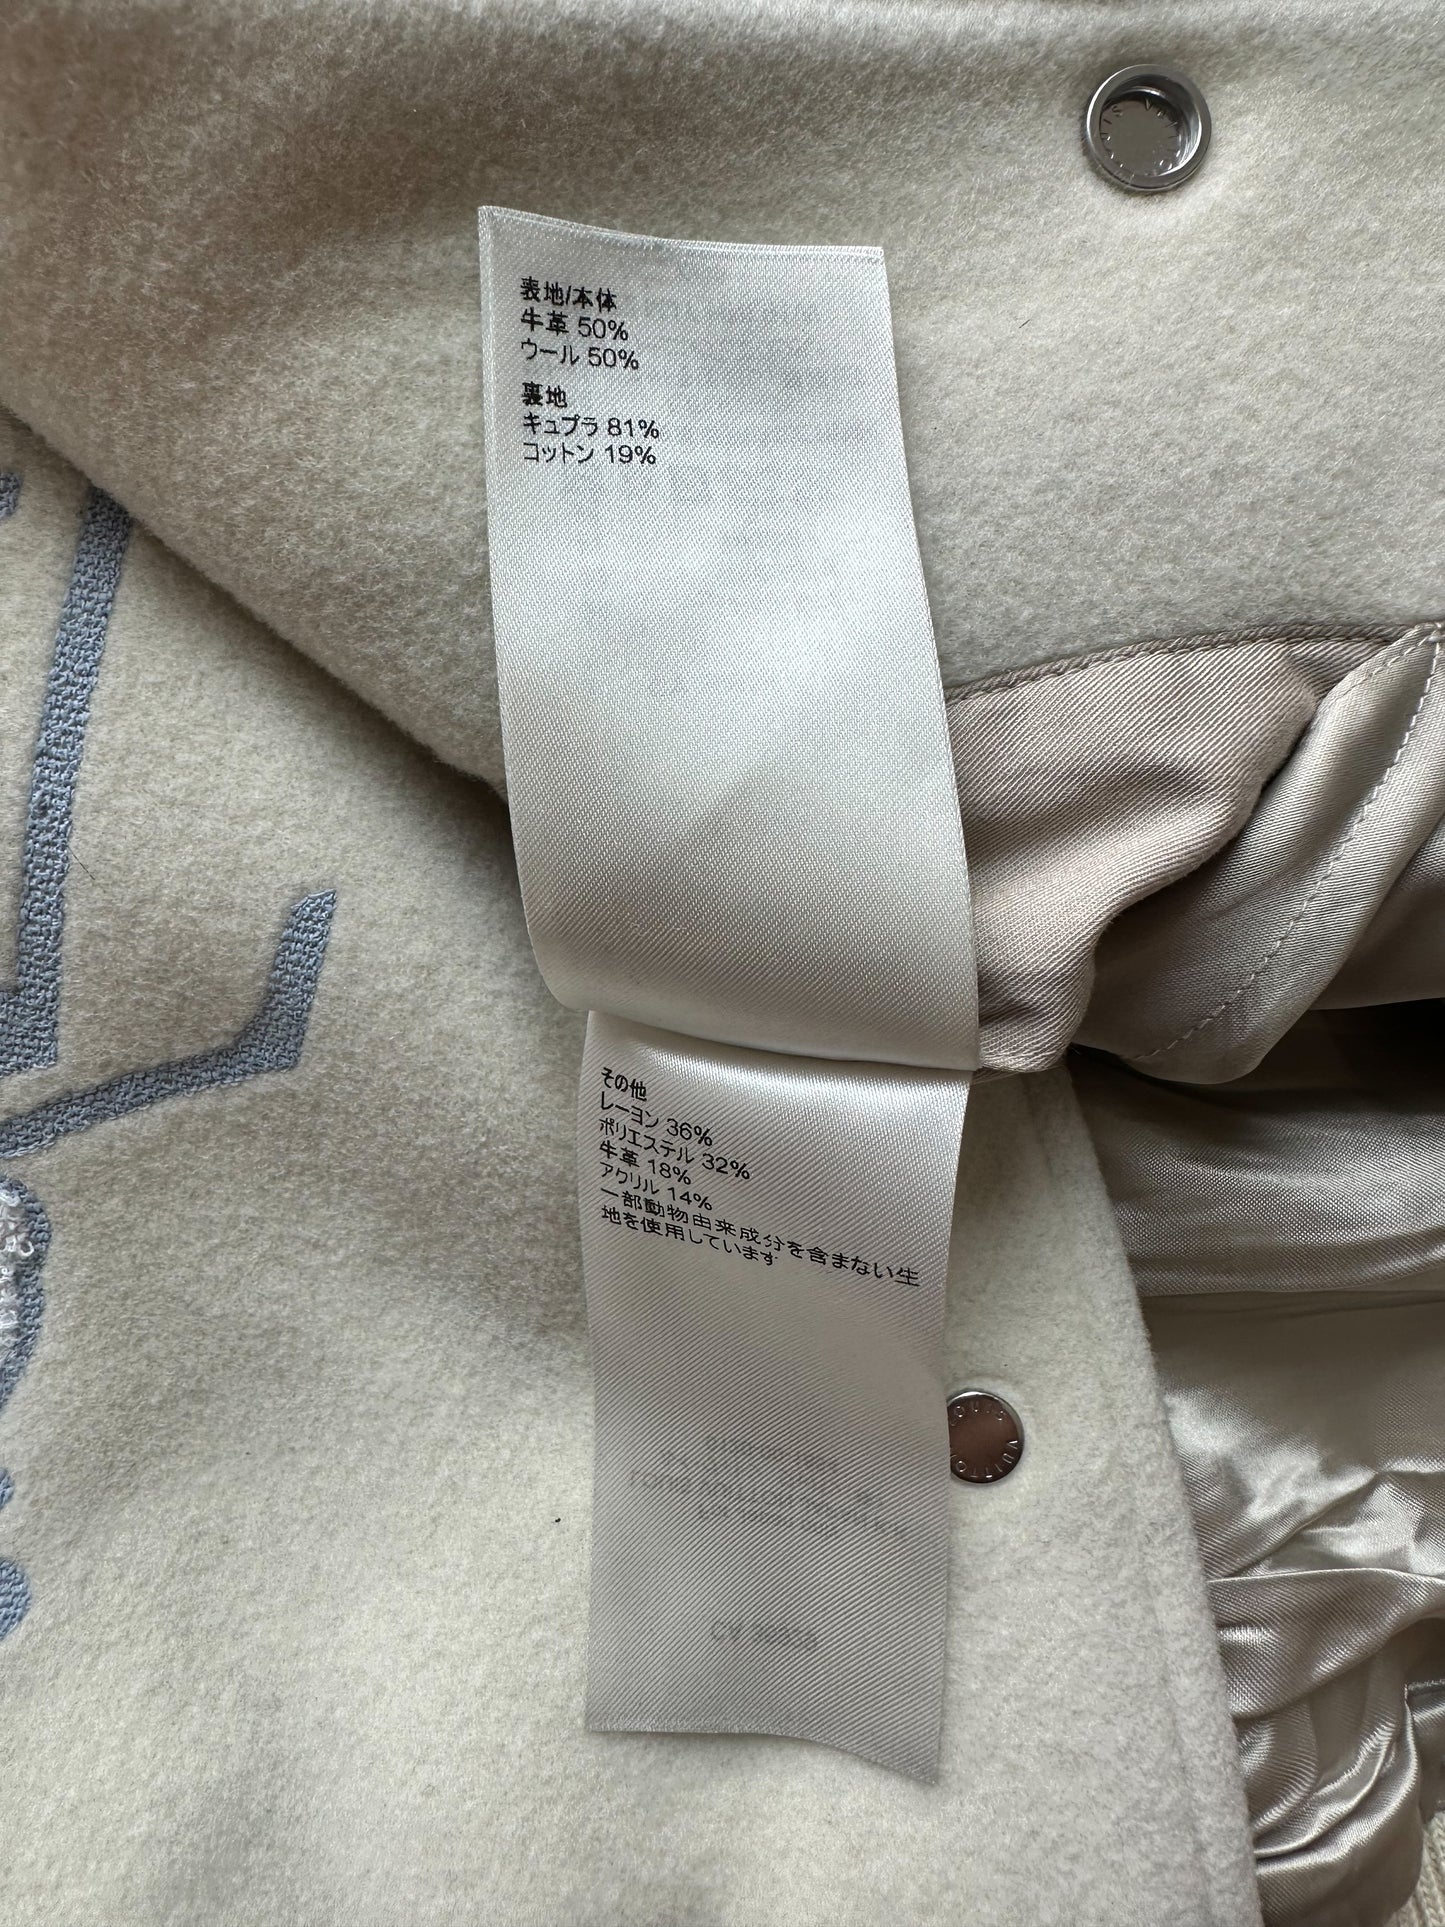 表地/本体
牛革 50%
ウール 50%
裏地
キュプラ 81%
コットン 19%
その他
レーヨン 36%
ポリエステル 32%
牛革 18%
アクリル 14%
一部動物由来成分を含まない生
地を使用しています
LOUIS VUITTON